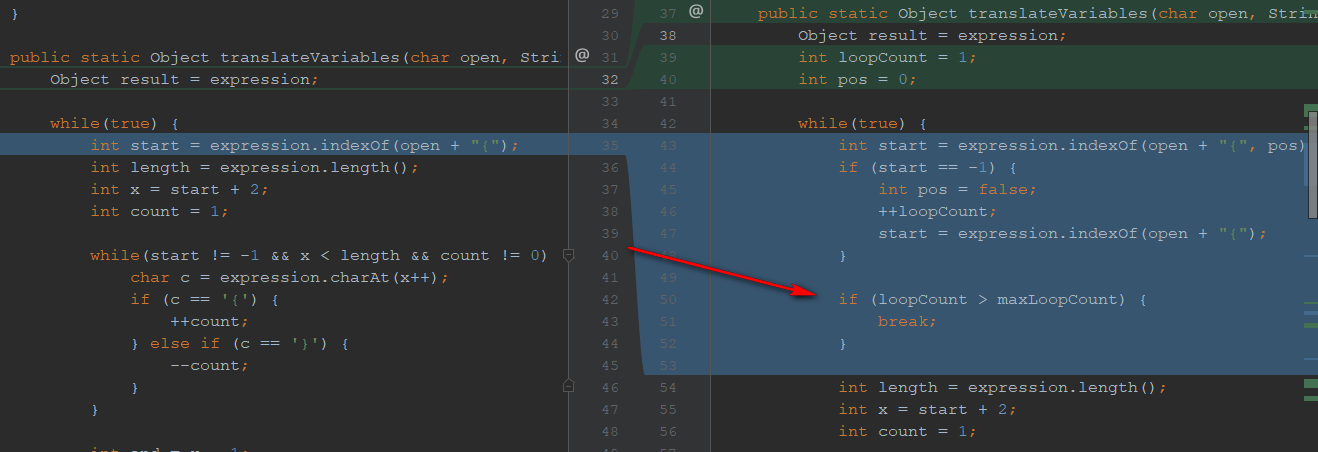 }
public static Object translateVariables(char open, Stri
Object result = expression;
while(true) {
int start = expression.indexOf(open + "{");
int length = expression.length();
int x = start + 2;
int count = 1;
while(start != -1 && x < length && count != 0)
char c = expression.charAt(x++);
if (c == '{') {
++count;
} else if (c == '}') {
--count;
}
}
29 37 @
30 38
@ 31 39
32 40
33 41
34 42
35 43
36 44
37 45
38 46
39 47
40
41 49
42 50
43 51
44 52
45 53
46 54
47 55
48 56
public static Object translateVariables(char open, Strin
Object result = expression;
int loopCount = 1;
int pos = 0;
while(true) {
int start = expression.indexOf(open + "{", pos)
if (start == -1) {
int pos = false;
++loopCount;
start = expression.indexOf(open + "{");
}
if (loopCount > maxLoopCount) {
break;
}
int length = expression.length();
int x = start + 2;
int count = 1;